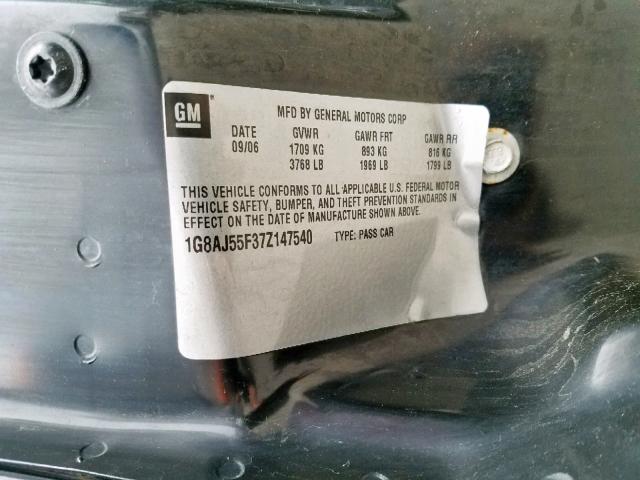 GM
MFD BY GENERAL MOTORS CORP
DATE GVWR GAWR FRT GAWR RR
09/06 1709 KG 893 KG 816 KG
3768 LB 1969 LB 1799 LB
THIS VEHICLE CONFORMS TO ALL APPLICABLE U.S. FEDERAL MOTOR
VEHICLE SAFETY, BUMPER, AND THEFT PREVENTION STANDARDS IN
EFFECT ON THE DATE OF MANUFACTURE SHOWN ABOVE.
1G8AJ55F37Z147540 TYPE: PASS CAR